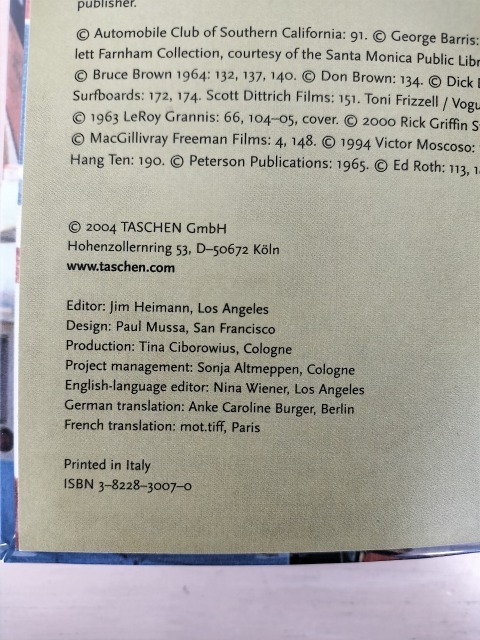 publisher.
© Automobile Club of Southern California: 91. © George Barris:
lett Farnham Collection, courtesy of the Santa Monica Public
© Bruce Brown 1964: 132, 137, 140. © Don Brown: 134. © Dick
Surfboards: 172, 174. Scott Dittrich Films: 151. Toni Frizzell /
© 1963 LeRoy Grannis: 66, 104–05, cover. © 2000 Rick Griffin
© MacGillivray Freeman Films: 4, 148. © 1994 Victor Moscoso:
Hang Ten: 190. © Peterson Publications: 1965. © Ed Roth: 113,
© 2004 TASCHEN GmbH
Hohenzollernring 53, D–50672 Köln
www.taschen.com
Editor: Jim Heimann, Los Angeles
Design: Paul Mussa, San Francisco
Production: Tina Ciborowius, Cologne
Project management: Sonja Altmeppen, Cologne
English-language editor: Nina Wiener, Los Angeles
German translation: Anke Caroline Burger, Berlin
French translation: mot.tiff, Paris
Printed in Italy
ISBN 3–8228–3007–0